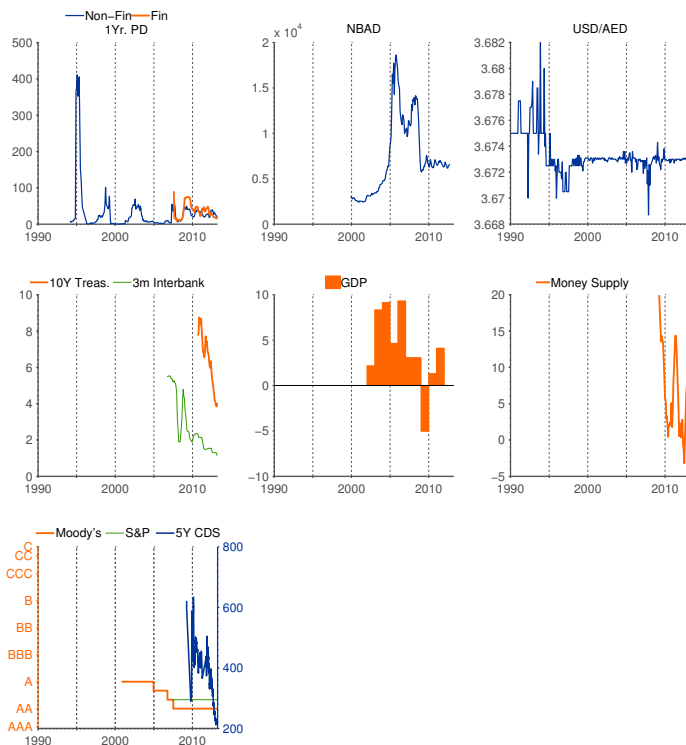 Non−Fin Fin
1Yr. PD
500
400
300
200
100
0
1990 2000 2010
NBAD
2 x 10^4
1.5
1
0.5
0
1990 2000 2010
USD/AED
3.682
3.68
3.678
3.675
3.672
3.67
3.668
1990 2000 2010
10Y Treas. 3m Interbank
10
8
6
4
2
0
1990 2000 2010
GDP
10
5
0
−5
−10
1990 2000 2010
Money Supply
20
15
10
5
0
−5
1990 2000 2010
Moody's S&P 5Y CDS
C
CC
CCC
B
BB
BBB
A
AA
AAA
800
600
400
200
1990 2000 2010